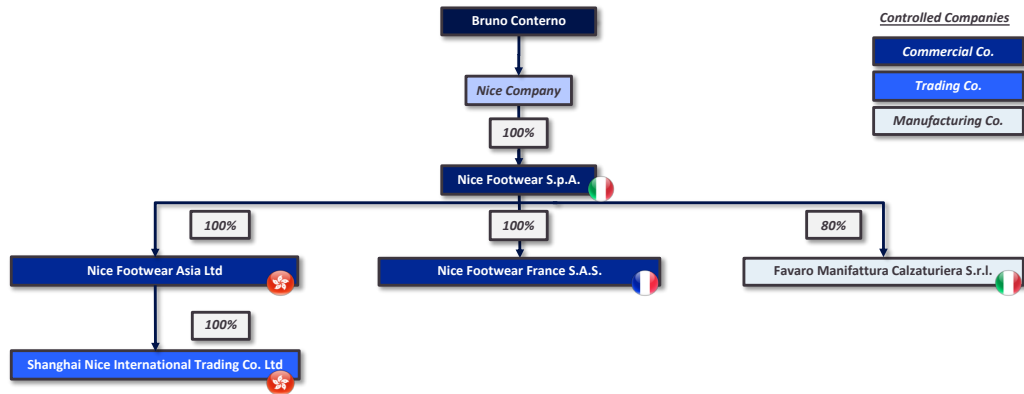 Bruno Conterno
Controlled Companies
Commercial Co.
Nice Company
Trading Co.
Manufacturing Co.
100%
Nice Footwear S.p.A.
100%
100%
80%
Nice Footwear Asia Ltd
Nice Footwear France S.A.S.
Favaro Manifattura Calzaturiera S.r.l.
100%
Shanghai Nice International Trading Co. Ltd